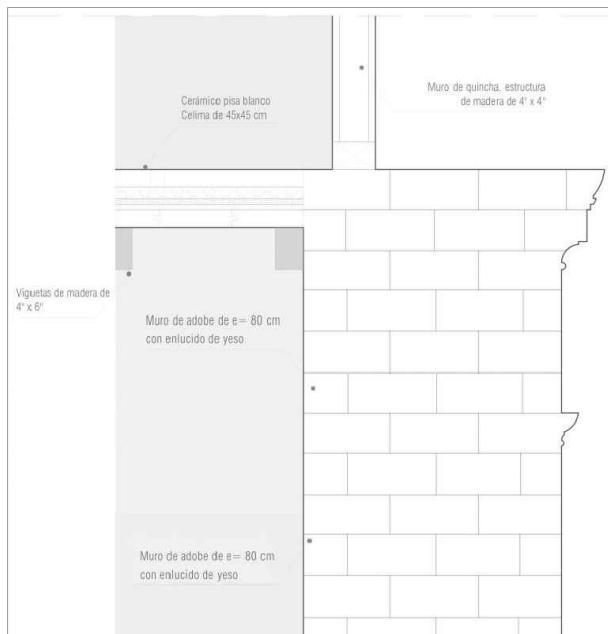 Muro de quincha, estructura
de madera de 4" x 4"
Cerámico pisa blanco
Celima de 45x45 cm
Viguetas de madera de
4" x 6"
Muro de adobe de e= 80 cm
con enlucido de yeso
Muro de adobe de e= 80 cm
con enlucido de yeso